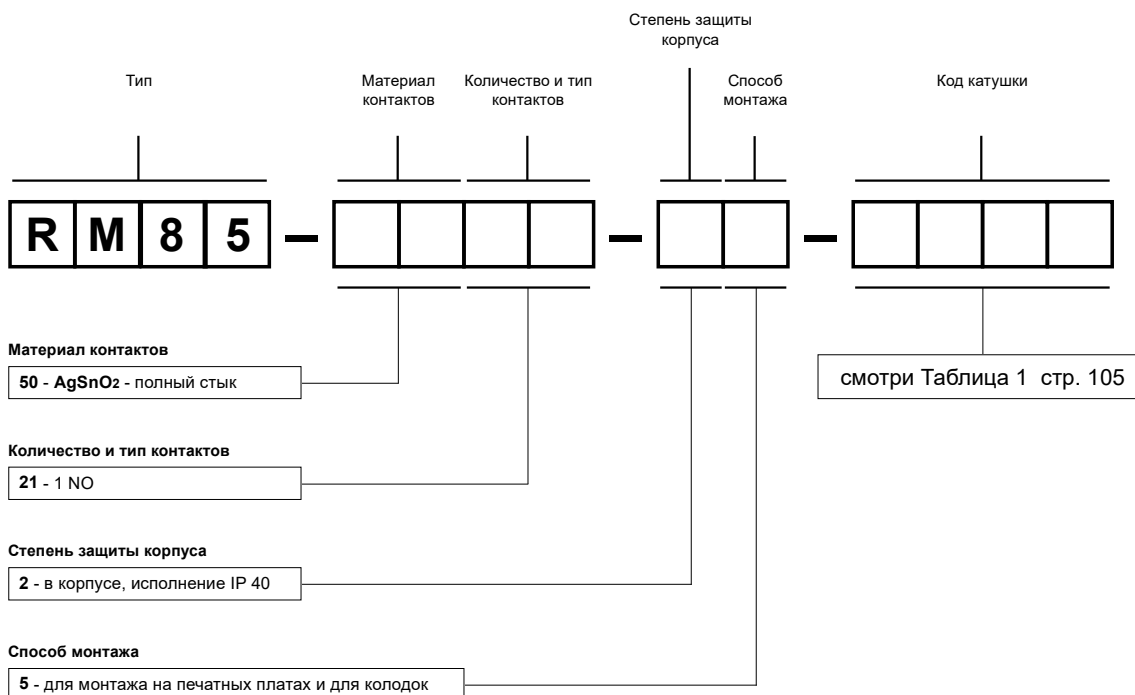 Степень защиты
корпуса
Тип
Материал
контактов
Количество и тип
контактов
Способ
монтажа
Код катушки
RM85 – –  –
Материал контактов
50 - AgSnO2 - полный стык
смотри Таблица 1 стр. 105
Количество и тип контактов
21 - 1 NO
Степень защиты корпуса
2 - в корпусе, исполнение IP 40
Способ монтажа
5 - для монтажа на печатных платах и для колодок